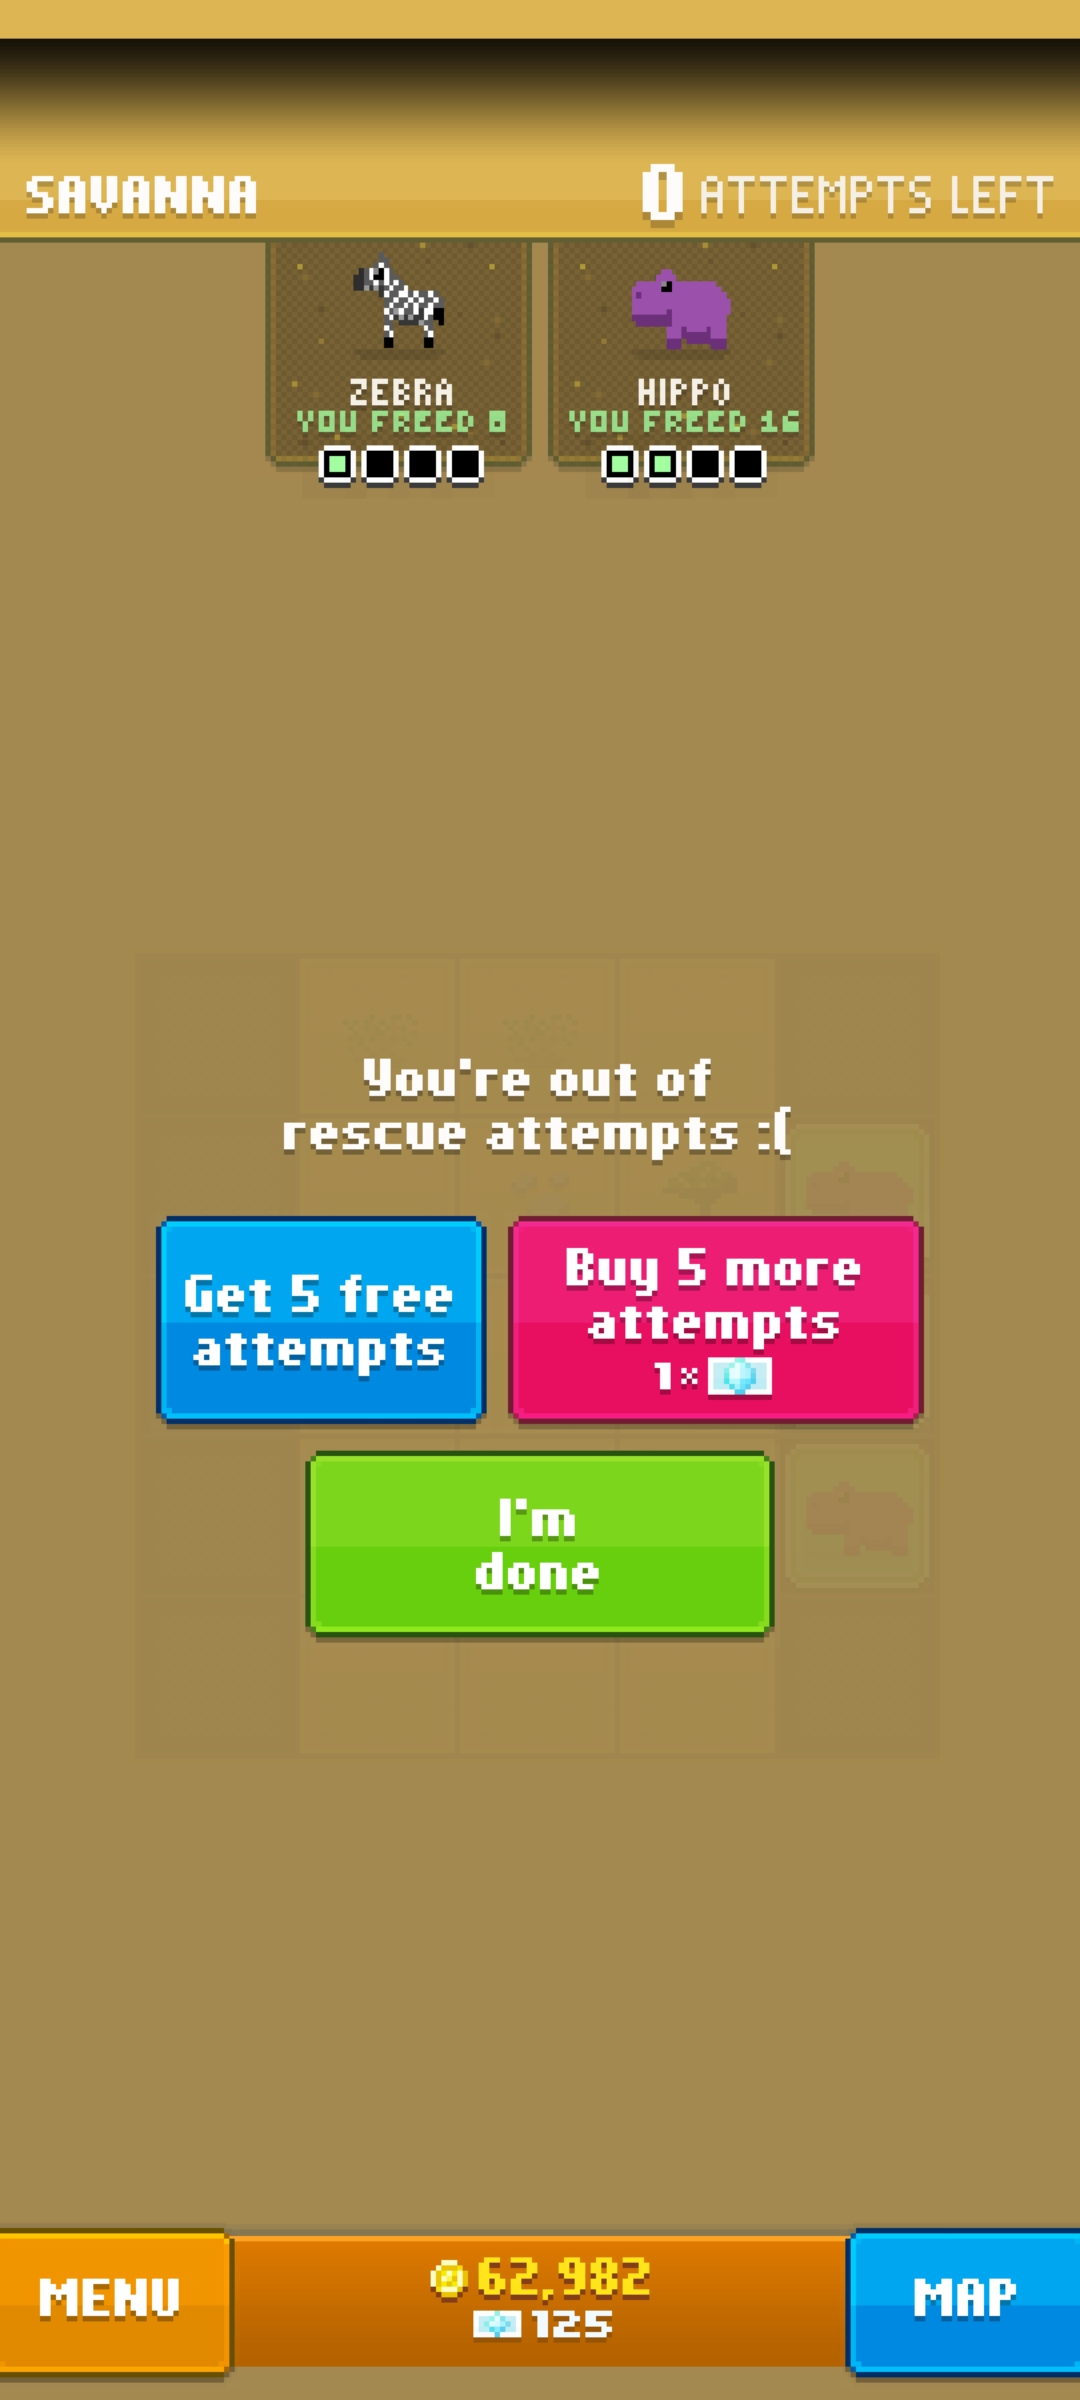 SAVANNA
0 ATTEMPTS LEFT
ZEBRA
YOU FREED 8
HIPPO
YOU FREED 16
You're out of
rescue attempts :(
Get 5 free
attempts
Buy 5 more
attempts
1×
I'm
done
MENU
62,982
125
MAP